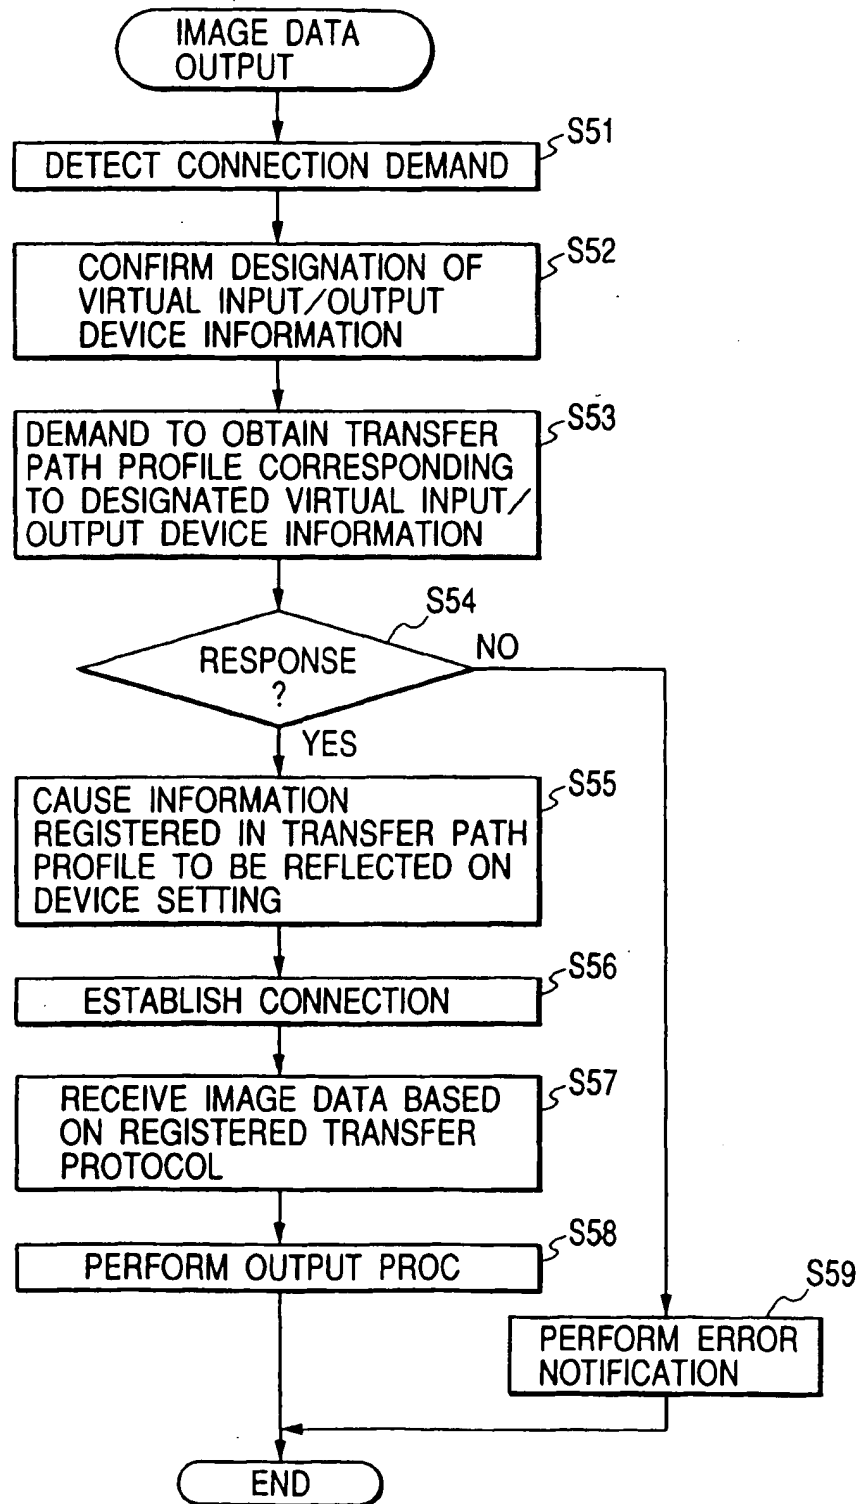 IMAGE DATA
OUTPUT
S51
DETECT CONNECTION DEMAND
S52
CONFIRM DESIGNATION OF
VIRTUAL INPUT/OUTPUT
DEVICE INFORMATION
S53
DEMAND TO OBTAIN TRANSFER
PATH PROFILE CORRESPONDING
TO DESIGNATED VIRTUAL INPUT/
OUTPUT DEVICE INFORMATION
S54
RESPONSE
?
NO
YES
S55
CAUSE INFORMATION
REGISTERED IN TRANSFER PATH
PROFILE TO BE REFLECTED ON
DEVICE SETTING
S56
ESTABLISH CONNECTION
S57
RECEIVE IMAGE DATA BASED
ON REGISTERED TRANSFER
PROTOCOL
S58
PERFORM OUTPUT PROC
S59
PERFORM ERROR
NOTIFICATION
END